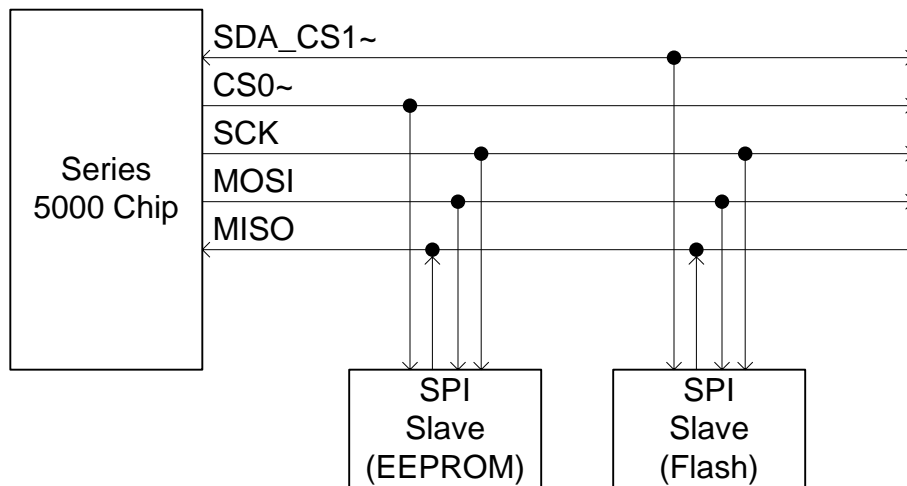 SDA_CS1~
CS0~
SCK
MOSI
MISO
Series
5000 Chip
SPI
Slave
(EEPROM)
SPI
Slave
(Flash)